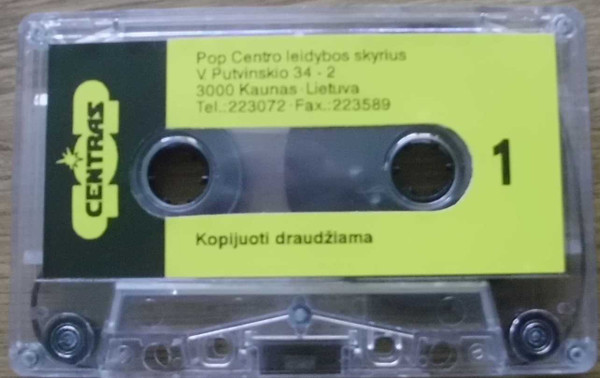 CENTRAS
Pop Centro leidybos skyrius
V. Putvinskio 34 - 2
3000 Kaunas · Lietuva
Tel.:223072 · Fax.:223589
1
Kopijuoti draudžiama